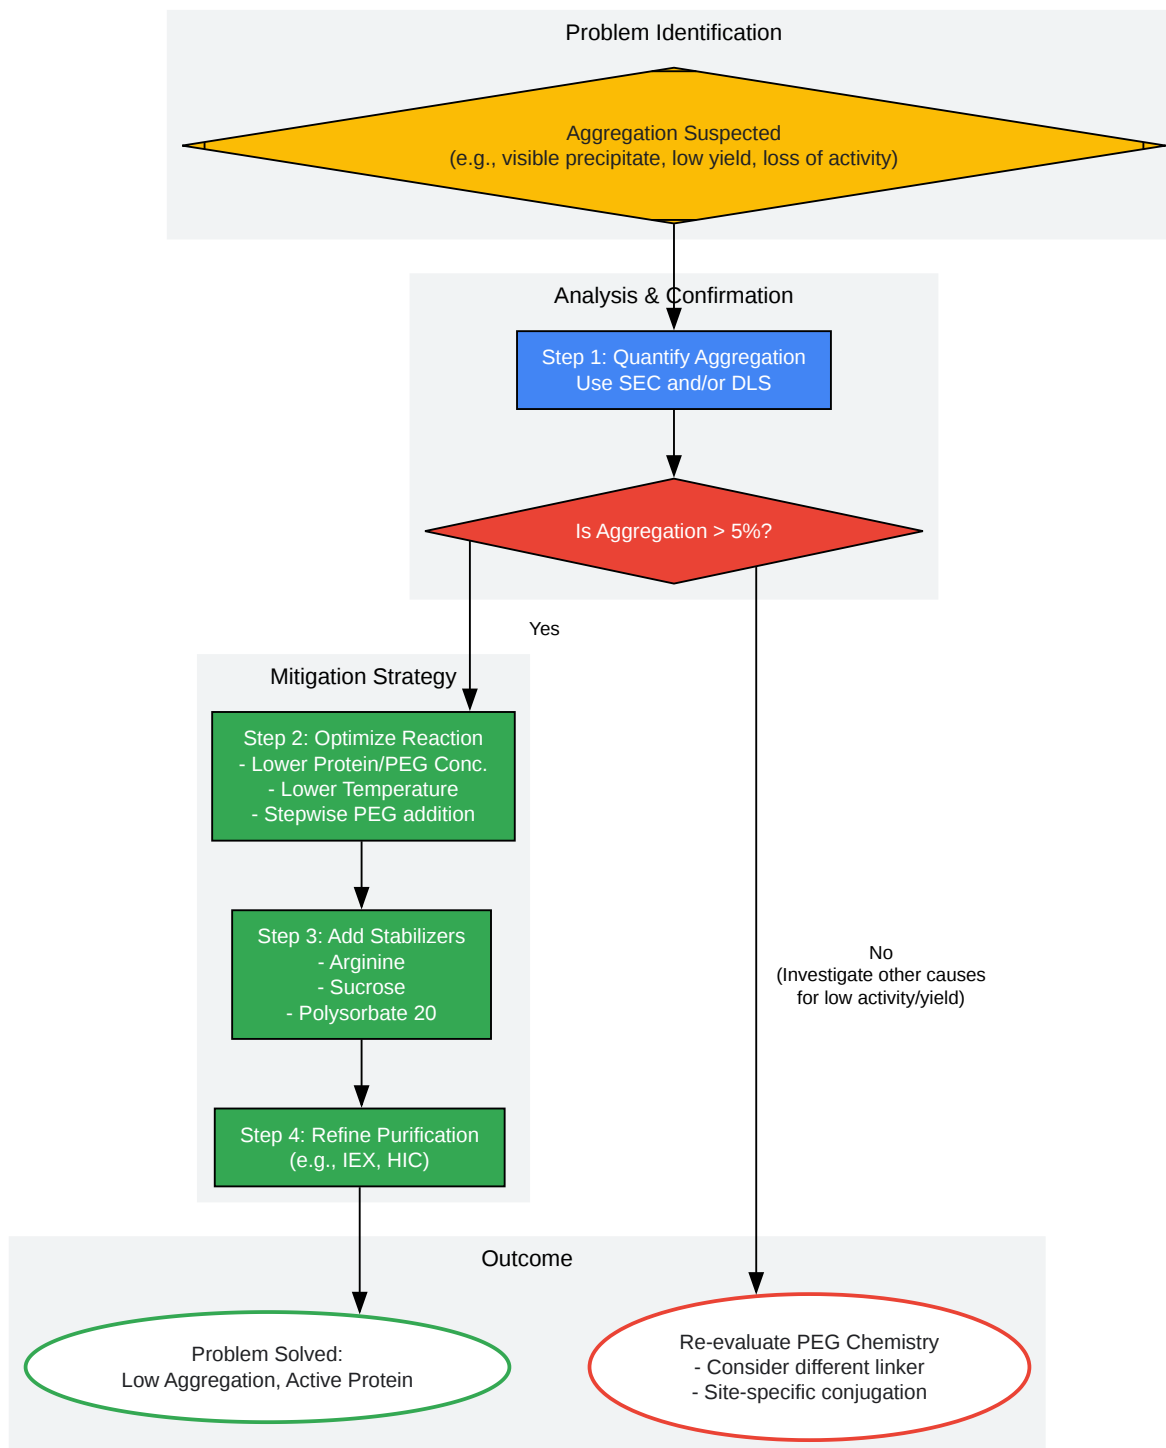 Problem Identification
Aggregation Suspected
(e.g., visible precipitate, low yield, loss of activity)
Analysis & Confirmation
Step 1: Quantify Aggregation
Use SEC and/or DLS
Is Aggregation > 5%?
Yes
Mitigation Strategy
Step 2: Optimize Reaction
- Lower Protein/PEG Conc.
- Lower Temperature
- Stepwise PEG addition
Step 3: Add Stabilizers
- Arginine
- Sucrose
- Polysorbate 20
No
(Investigate other causes
for low activity/yield)
Step 4: Refine Purification
(e.g., IEX, HIC)
Outcome
Problem Solved:
Low Aggregation, Active Protein
Re-evaluate PEG Chemistry
- Consider different linker
- Site-specific conjugation